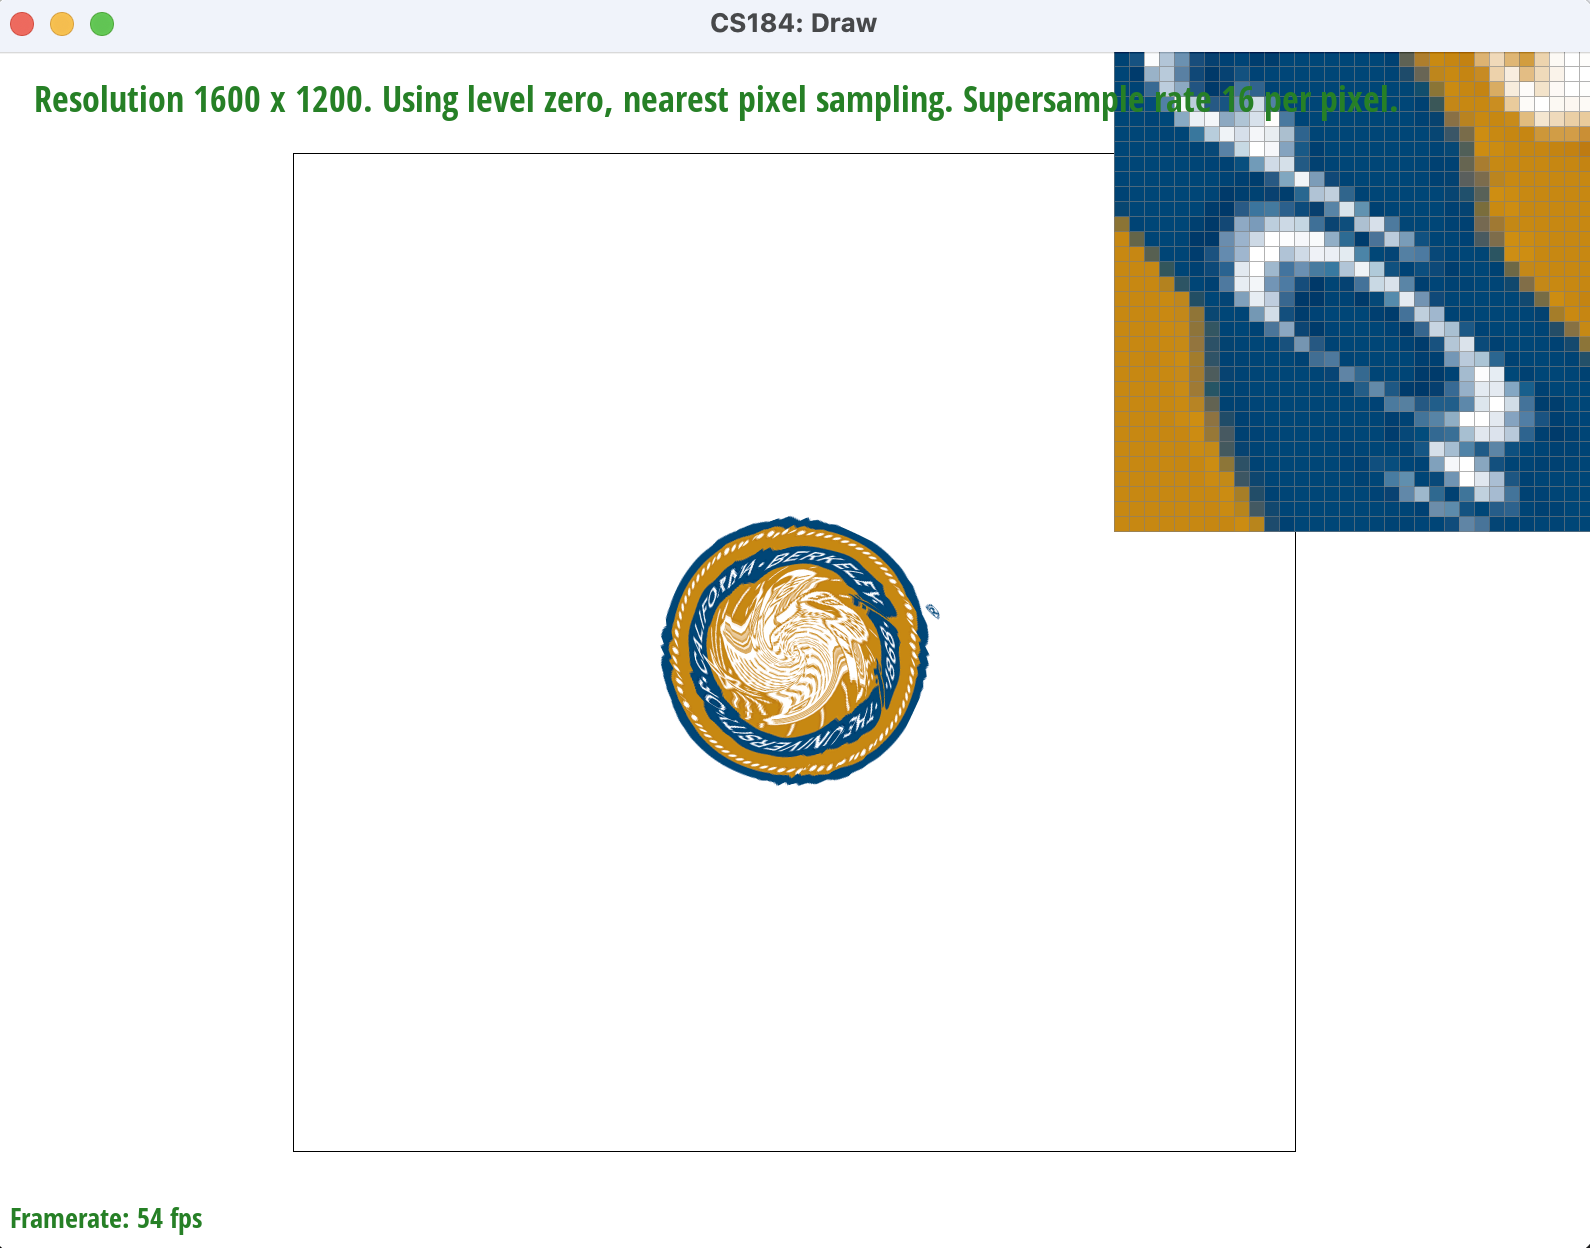 CS184: Draw
Resolution 1600 x 1200. Using level zero, nearest pixel sampling. Supersample rate 16 per pixel.
CALIFORNIA · BERKELEY ·
·1868·
THE UNIVERSITY OF
Framerate: 54 fps